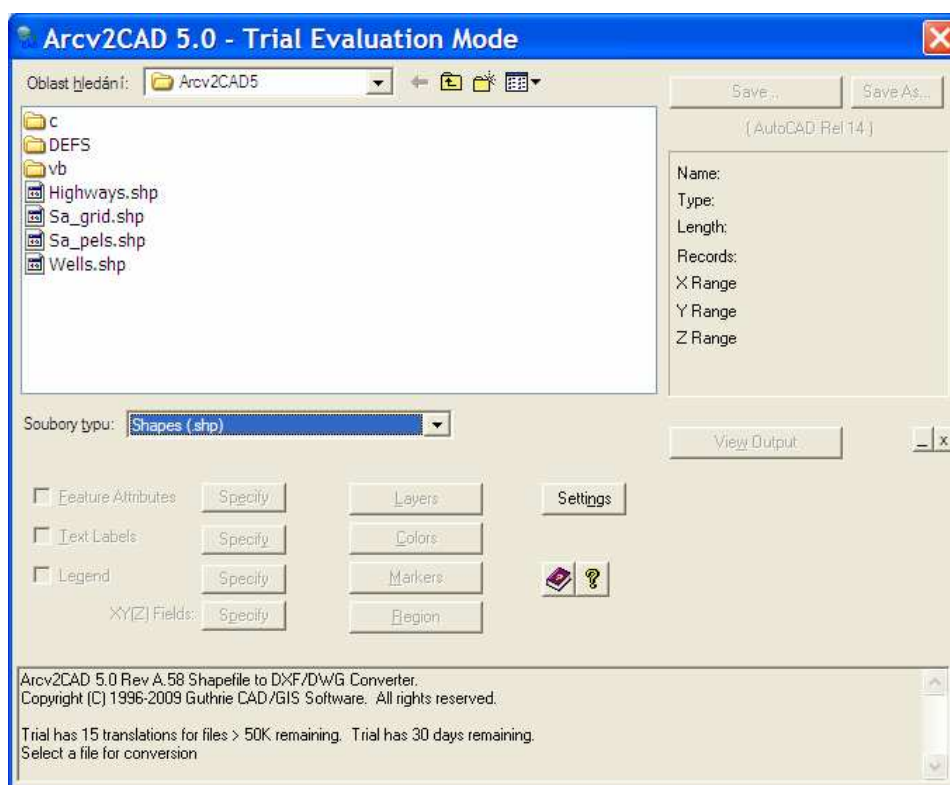 Arcv2CAD 5.0 - Trial Evaluation Mode
Oblast hledání: Arcv2CAD5
Save .. Save As...
( AutoCAD Rel 14 )
c
DEFS
vb
Highways.shp
Sa_grid.shp
Sa_pels.shp
Wells.shp
Name:
Type:
Length:
Records:
X Range
Y Range
Z Range
Soubory typu: Shapes (.shp)
View Output _ x
Feature Attributes Specify Layers Settings
Text Labels Specify Colors
Legend Specify Markers ?
XY(Z) Fields: Specify Region
Arcv2CAD 5.0 Rev A.58 Shapefile to DXF/DWG Converter.
Copyright (C) 1996-2009 Guthrie CAD/GIS Software. All rights reserved.
Trial has 15 translations for files > 50K remaining. Trial has 30 days remaining.
Select a file for conversion